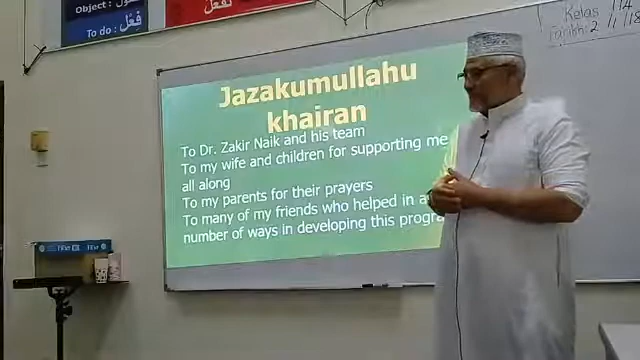 Object:
فِعْل
To do :
Kelas
Jazakumullahu
khairan
To Dr. Zakir Naik and his team
To my wife and children for supporting me
all along
To my parents for their prayers
To many of my friends who helped in a
number of ways in developing this progra